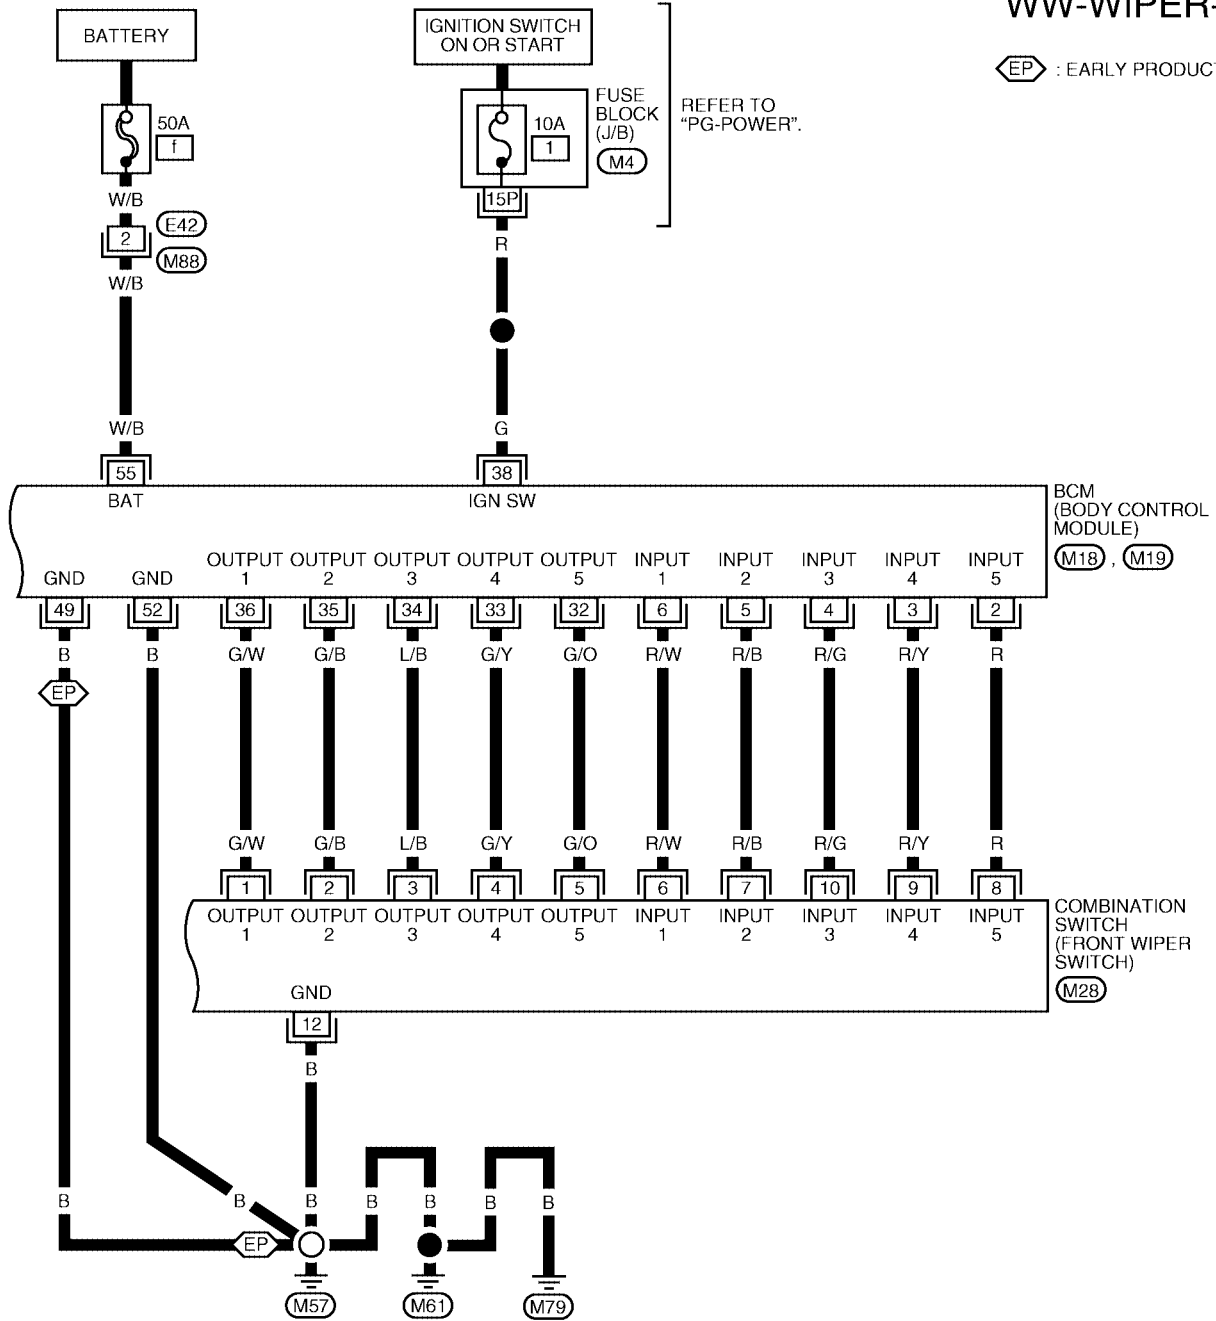 WW-WIPER-
BATTERY
IGNITION SWITCH
ON OR START
EP : EARLY PRODUCT
50A
f
10A
1
FUSE
BLOCK
(J/B)
M4
REFER TO
"PG-POWER".
15P
W/B
2
E42
M88
W/B
R
W/B
G
55
38
BAT
IGN SW
BCM
(BODY CONTROL
MODULE)
M18 , M19
GND GND OUTPUT 1 OUTPUT 2 OUTPUT 3 OUTPUT 4 OUTPUT 5 INPUT 1 INPUT 2 INPUT 3 INPUT 4 INPUT 5
49 52 36 35 34 33 32 6 5 4 3 2
B B G/W G/B L/B G/Y G/O R/W R/B R/G R/Y R
EP
G/W G/B L/B G/Y G/O R/W R/B R/G R/Y R
1 2 3 4 5 6 7 10 9 8
OUTPUT 1 OUTPUT 2 OUTPUT 3 OUTPUT 4 OUTPUT 5 INPUT 1 INPUT 2 INPUT 3 INPUT 4 INPUT 5
COMBINATION
SWITCH
(FRONT WIPER
SWITCH)
M28
GND
12
B
B B B B B B B
EP
M57 M61 M79